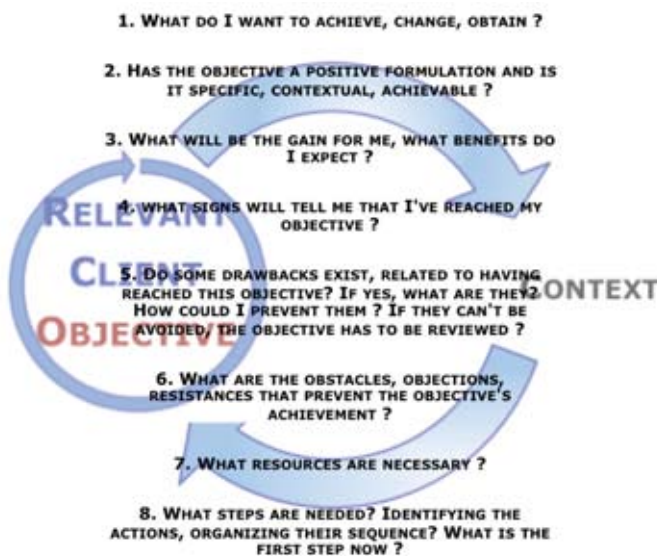 1. WHAT DO I WANT TO ACHIEVE, CHANGE, OBTAIN ?
2. HAS THE OBJECTIVE A POSITIVE FORMULATION AND IS
IT SPECIFIC, CONTEXTUAL, ACHIEVABLE ?
3. WHAT WILL BE THE GAIN FOR ME, WHAT BENEFITS DO
I EXPECT ?
RELEVANT
4. WHAT SIGNS WILL TELL ME THAT I'VE REACHED MY
OBJECTIVE ?
CLIENT
5. DO SOME DRAWBACKS EXIST, RELATED TO HAVING
REACHED THIS OBJECTIVE? IF YES, WHAT ARE THEY?
CONTEXT
HOW COULD I PREVENT THEM ? IF THEY CAN'T BE
OBJECTIVE
AVOIDED, THE OBJECTIVE HAS TO BE REVIEWED ?
6. WHAT ARE THE OBSTACLES, OBJECTIONS,
RESISTANCES THAT PREVENT THE OBJECTIVE'S
ACHIEVEMENT ?
7. WHAT RESOURCES ARE NECESSARY ?
8. WHAT STEPS ARE NEEDED? IDENTIFYING THE
ACTIONS, ORGANIZING THEIR SEQUENCE? WHAT IS THE
FIRST STEP NOW ?